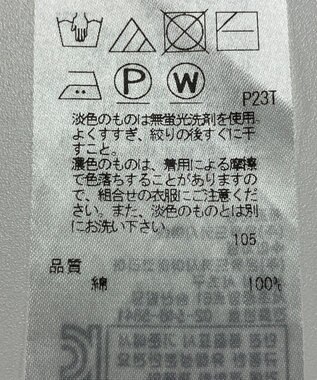 P W
P23T
淡色のものは無蛍光洗剤を使用
よくすすぎ、絞りの後すぐに干
すこと。
濃色のものは、着用による摩擦
で色落ちすることがありますの
で、組合せの衣服にご注意くだ
さい。また、淡色のものとは別
にお洗い下さい。
105
品質
綿 100%